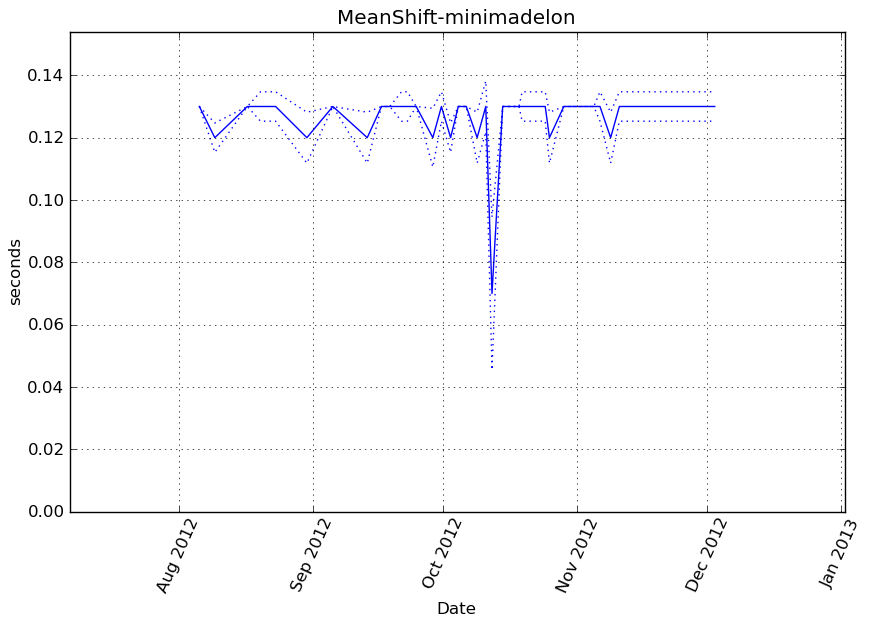 MeanShift-minimadelon
0.14
0.12
0.10
0.08
0.06
0.04
0.02
0.00
seconds
Aug 2012
Sep 2012
Oct 2012
Nov 2012
Dec 2012
Jan 2013
Date